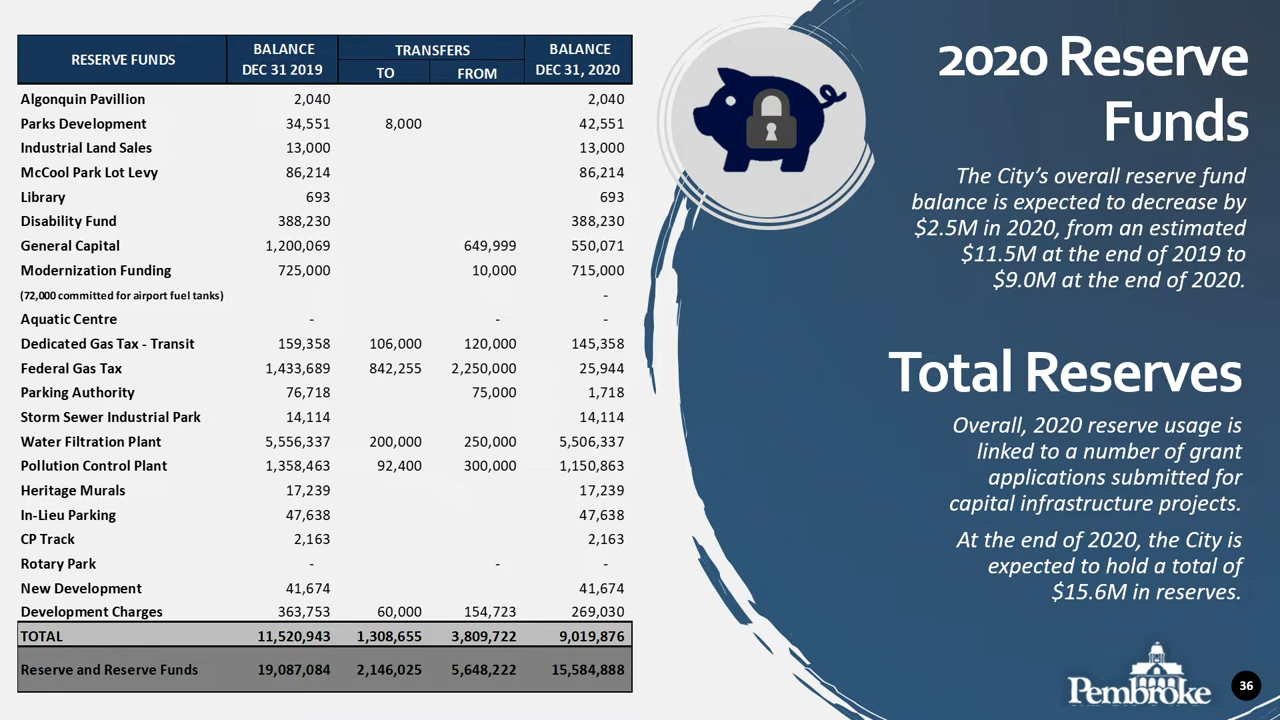 RESERVE FUNDS BALANCE DEC 31 2019 TRANSFERS TO FROM BALANCE DEC 31, 2020
Algonquin Pavillion 2,040 2,040
Parks Development 34,551 8,000 42,551
Industrial Land Sales 13,000 13,000
McCool Park Lot Levy 86,214 86,214
Library 693 693
Disability Fund 388,230 388,230
General Capital 1,200,069 649,999 550,071
Modernization Funding 725,000 10,000 715,000
(72,000 committed for airport fuel tanks) -
Aquatic Centre - - -
Dedicated Gas Tax - Transit 159,358 106,000 120,000 145,358
Federal Gas Tax 1,433,689 842,255 2,250,000 25,944
Parking Authority 76,718 75,000 1,718
Storm Sewer Industrial Park 14,114 14,114
Water Filtration Plant 5,556,337 200,000 250,000 5,506,337
Pollution Control Plant 1,358,463 92,400 300,000 1,150,863
Heritage Murals 17,239 17,239
In-Lieu Parking 47,638 47,638
CP Track 2,163 2,163
Rotary Park - - -
New Development 41,674 41,674
Development Charges 363,753 60,000 154,723 269,030
TOTAL 11,520,943 1,308,655 3,809,722 9,019,876
Reserve and Reserve Funds 19,087,084 2,146,025 5,648,222 15,584,888
2020 Reserve
Funds
The City's overall reserve fund
balance is expected to decrease by
$2.5M in 2020, from an estimated
$11.5M at the end of 2019 to
$9.0M at the end of 2020.
Total Reserves
Overall, 2020 reserve usage is
linked to a number of grant
applications submitted for
capital infrastructure projects.
At the end of 2020, the City is
expected to hold a total of
$15.6M in reserves.
Pembroke
36